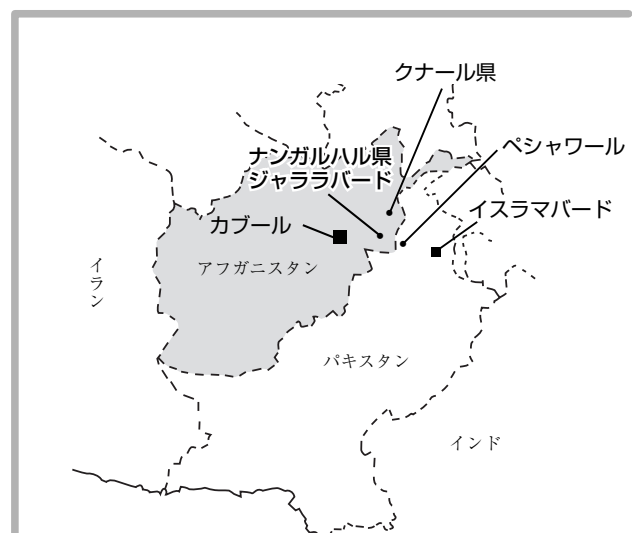 クナール県
ペシャワール
ナンガルハル県
ジャララバード
イスラマバード
カブール
アフガニスタン
イラン
パキスタン
インド